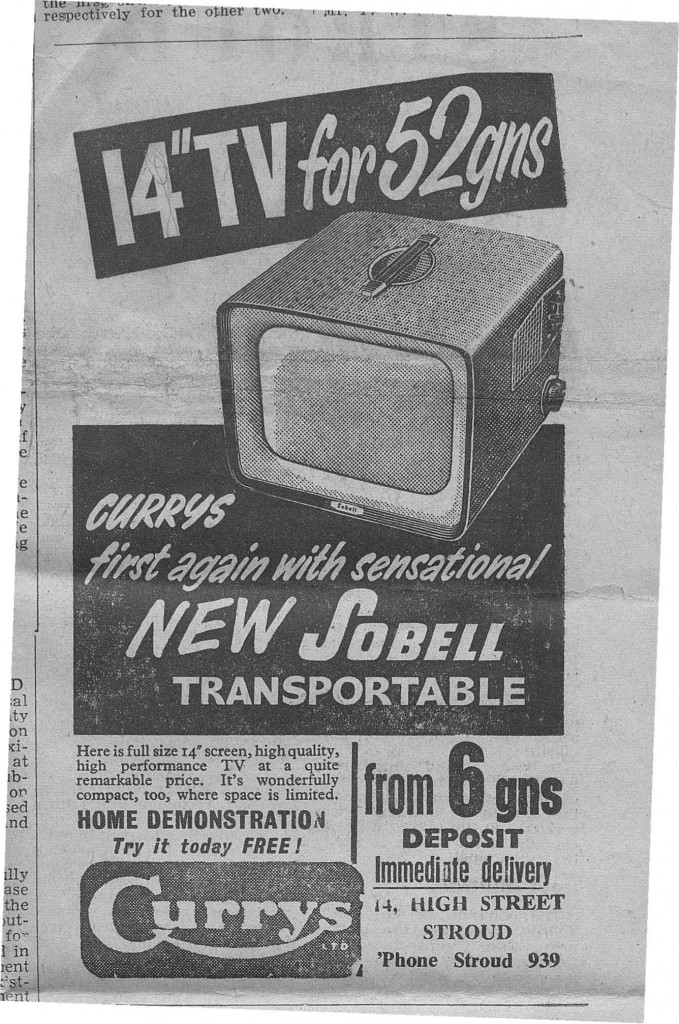 respectively for the other two.
14" TV for 52gns
Sobell
CURRYS
first again with sensational
NEW SOBELL
TRANSPORTABLE
Here is full size 14" screen, high quality,
high performance TV at a quite
remarkable price. It's wonderfully
compact, too, where space is limited.
HOME DEMONSTRATION
Try it today FREE!
Currys
LTD
from 6 gns
DEPOSIT
Immediate delivery
14, HIGH STREET
STROUD
'Phone Stroud 939